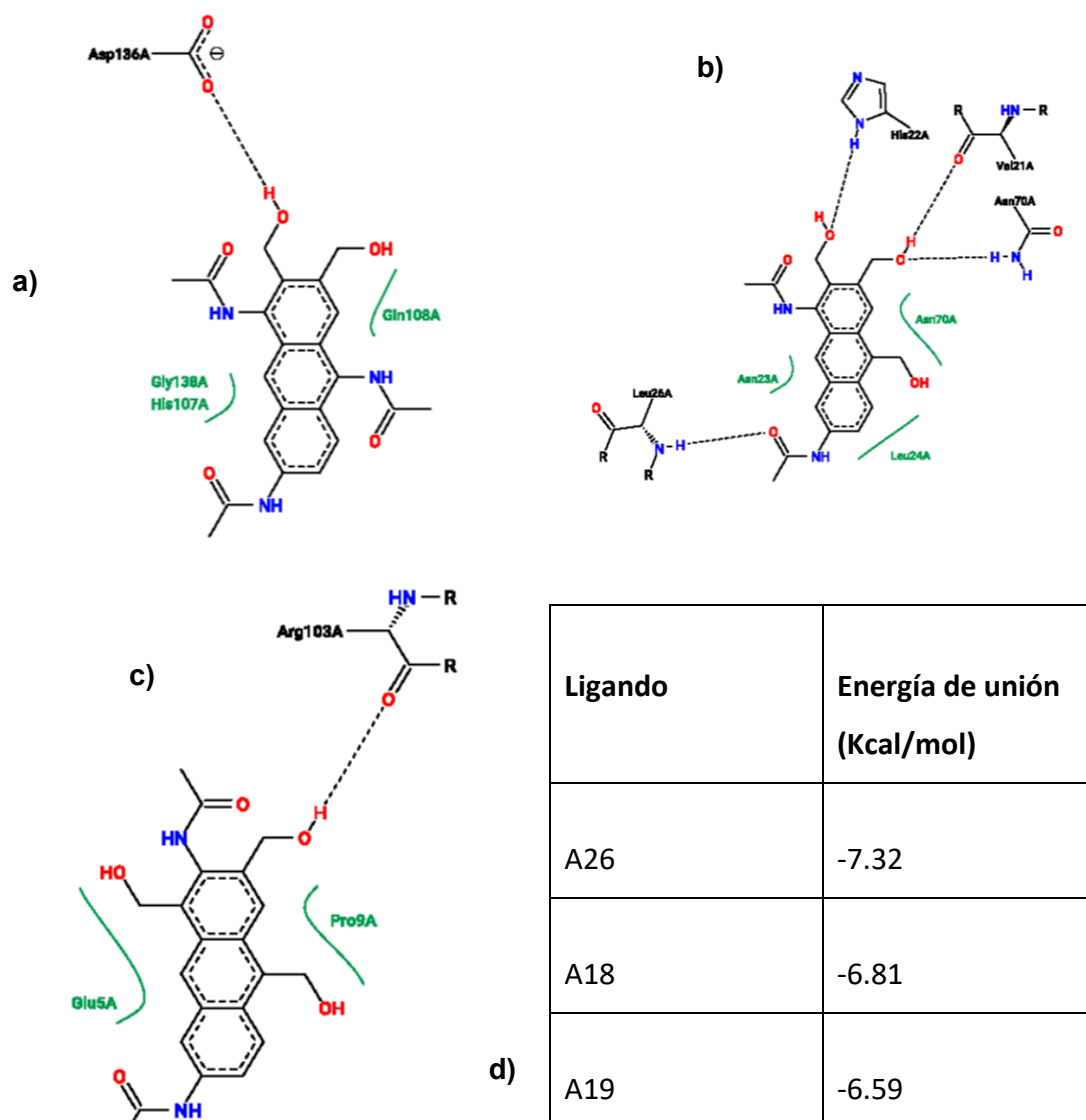 a)
Asp136A
O
⊖
O
H
O
OH
O
NH
Gln108A
Gly138A
His107A
NH
O
O
NH
b)
N
N
H
His22A
R
HN
R
O
Val21A
Asn70A
O
H
N
H
H
O
H
O
O
NH
Asn70A
Asn23A
OH
Leu26A
O
R
N
H
R
O
NH
Leu24A
c)
HN
R
Arg103A
R
O
H
O
O
HN
HO
Pro9A
Glu5A
OH
O
NH
d)
Ligando Energía de unión
(Kcal/mol)
A26 -7.32
A18 -6.81
A19 -6.59